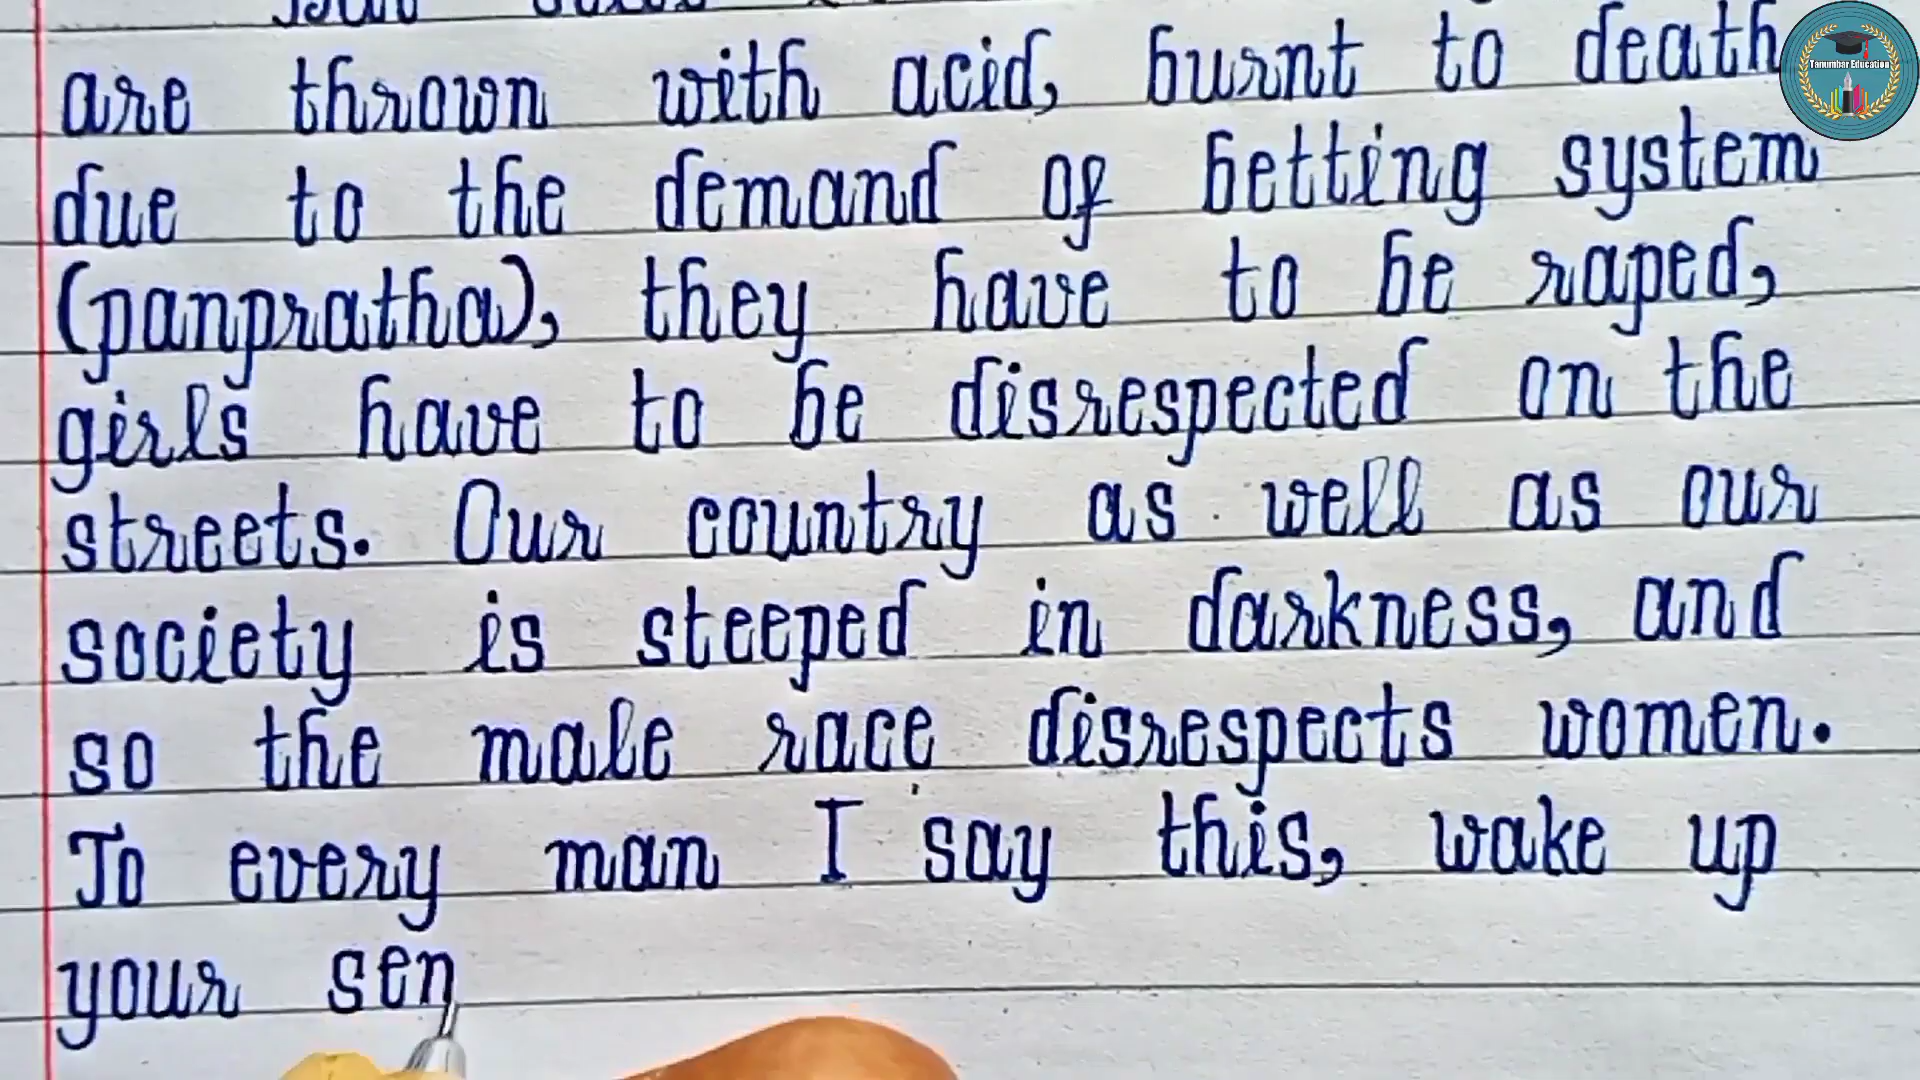 are thrown with acid, burnt to death
due to the demand of betting system
(panpratha), they have to be raped,
girls have to be disrespected on the
streets. Our country as well as our
society is steeped in darkness, and
so the male race disrespects women.
To every man I say this, wake up
your sen
Tanumbar Education